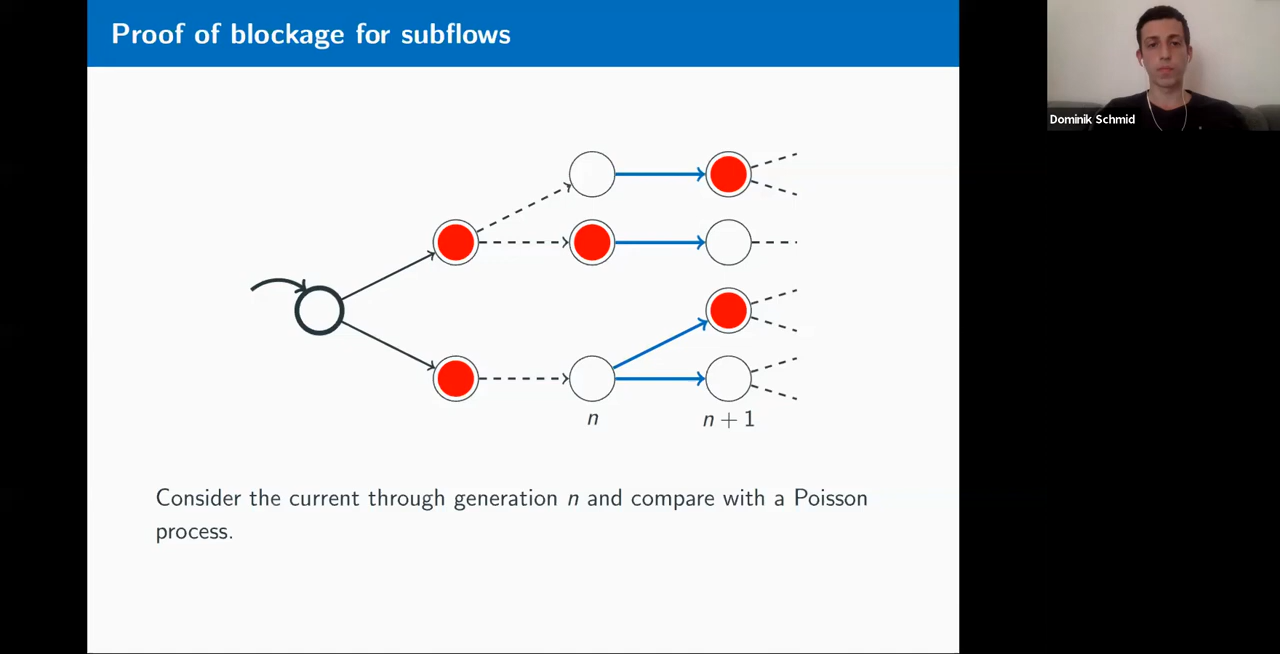 Proof of blockage for subflows
Dominik Schmid
n
n + 1
Consider the current through generation n and compare with a Poisson
process.